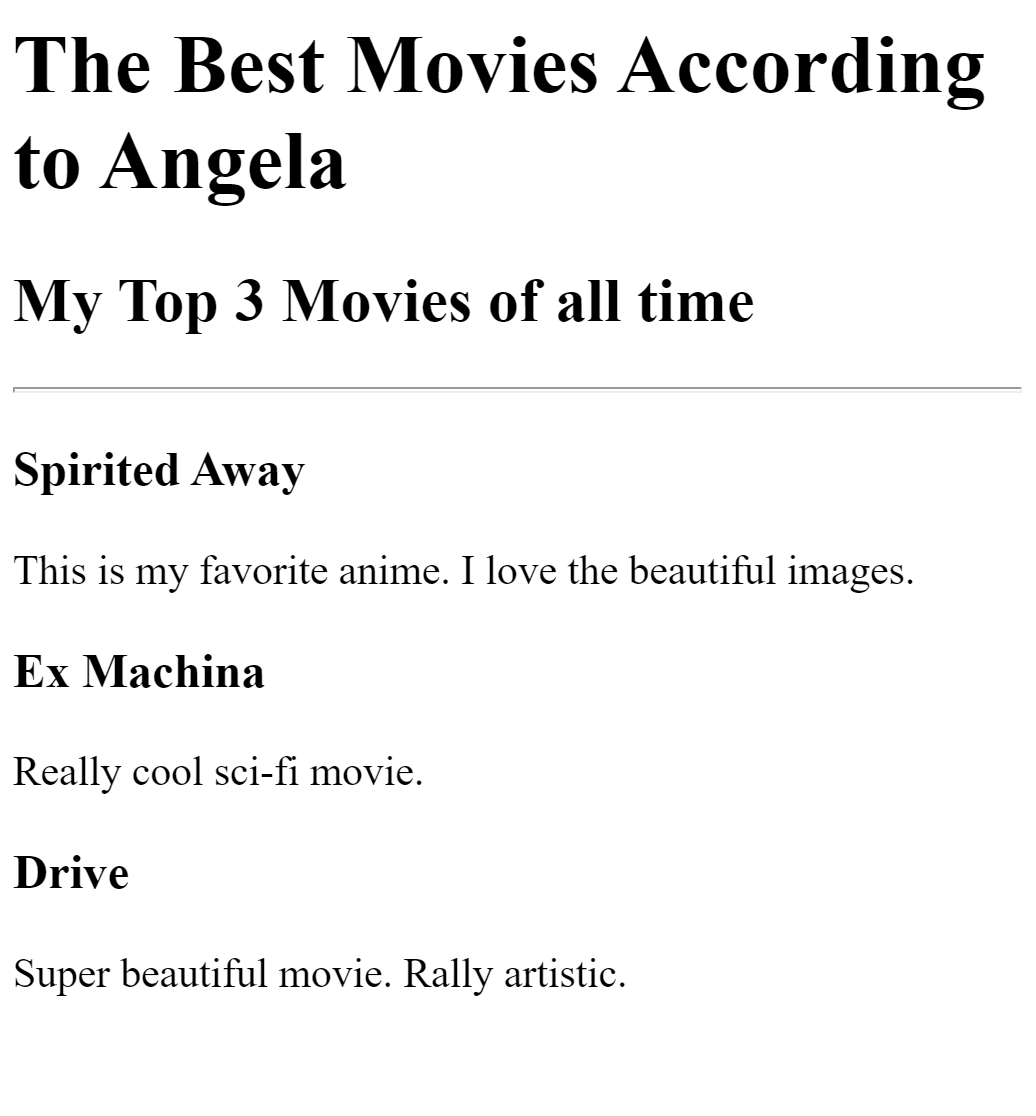 The Best Movies According
to Angela
My Top 3 Movies of all time
Spirited Away
This is my favorite anime. I love the beautiful images.
Ex Machina
Really cool sci-fi movie.
Drive
Super beautiful movie. Rally artistic.